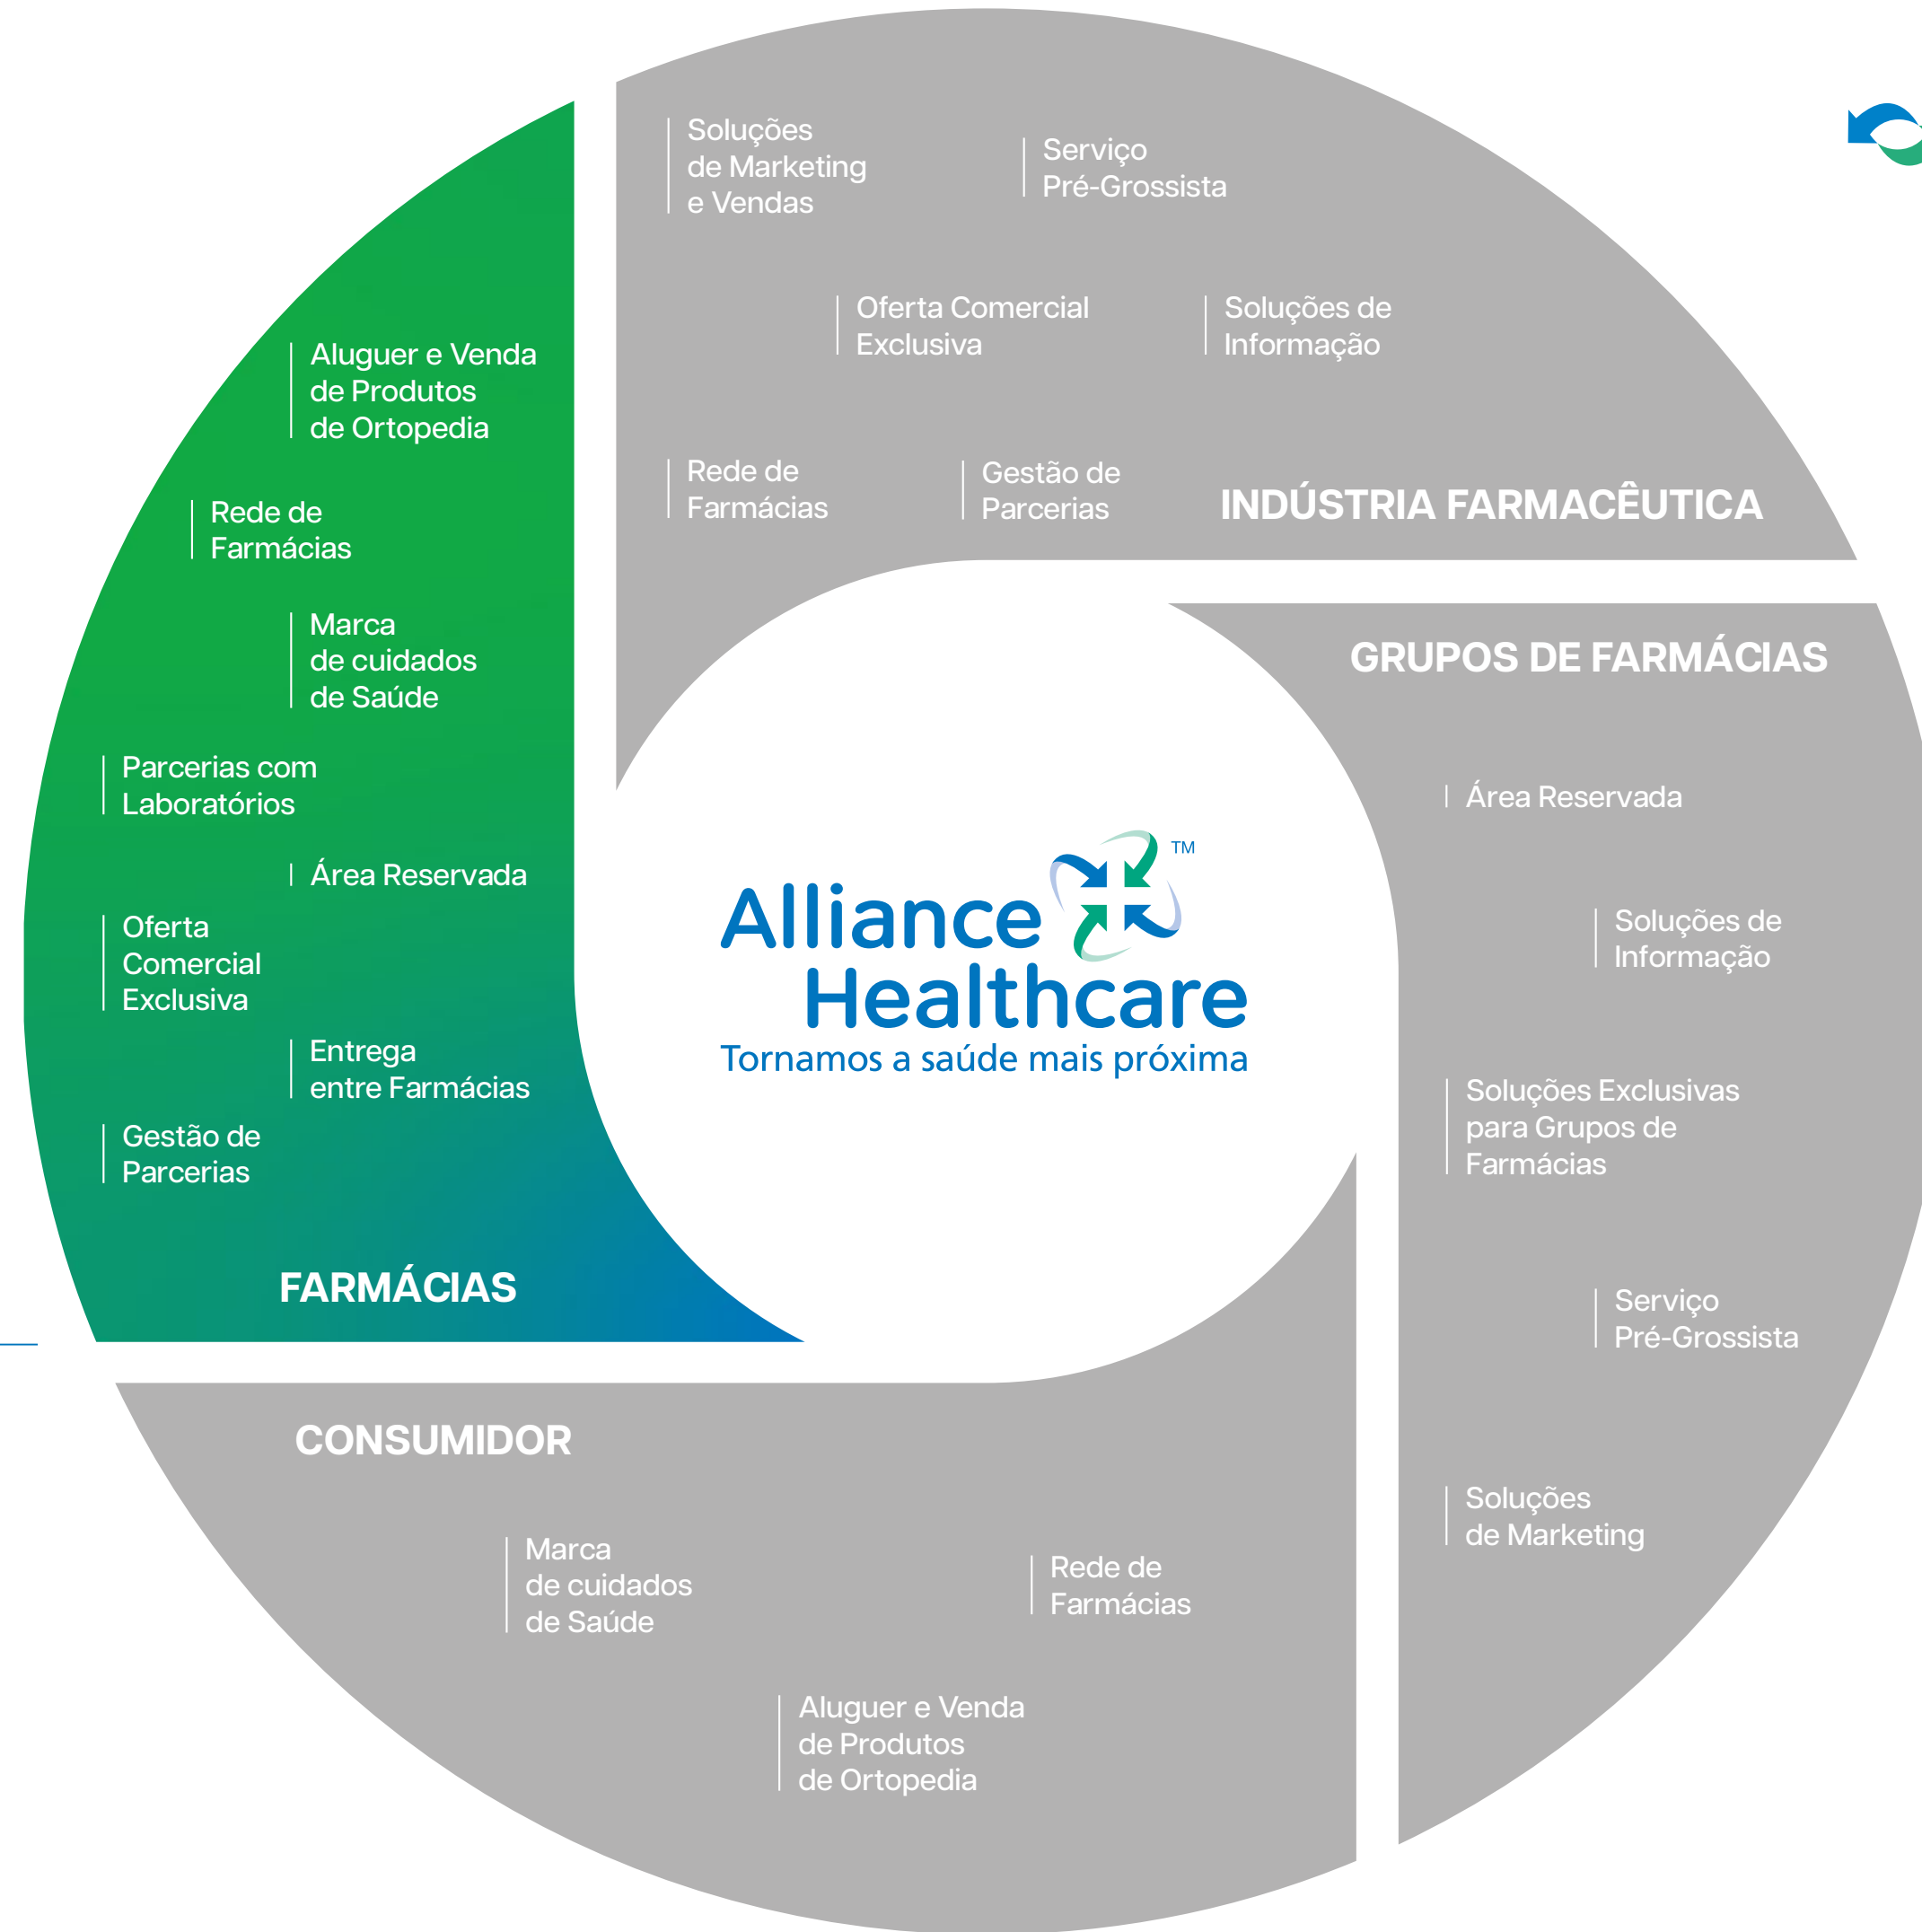 Soluções
de Marketing
e Vendas
Serviço
Pré-Grossista
Oferta Comercial
Exclusiva
Soluções de
Informação
Rede de
Farmácias
Gestão de
Parcerias
INDÚSTRIA FARMACÊUTICA
Aluguer e Venda
de Produtos
de Ortopedia
Rede de
Farmácias
Marca
de cuidados
de Saúde
Parcerias com
Laboratórios
Área Reservada
Oferta
Comercial
Exclusiva
Entrega
entre Farmácias
Gestão de
Parcerias
FARMÁCIAS
Alliance TM
Healthcare
Tornamos a saúde mais próxima
GRUPOS DE FARMÁCIAS
Área Reservada
Soluções de
Informação
Soluções Exclusivas
para Grupos de
Farmácias
Serviço
Pré-Grossista
Soluções
de Marketing
CONSUMIDOR
Marca
de cuidados
de Saúde
Rede de
Farmácias
Aluguer e Venda
de Produtos
de Ortopedia